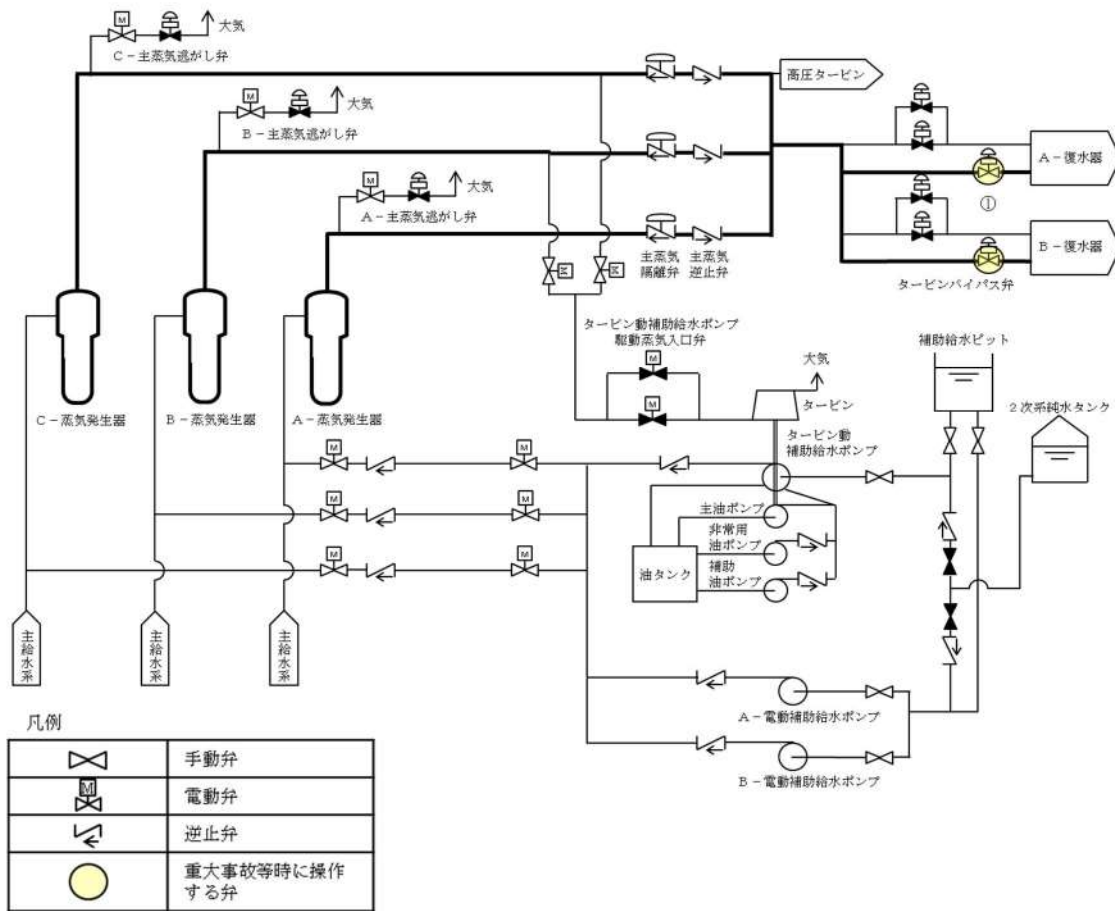 大気
C－主蒸気逃がし弁
高圧タービン
大気
B－主蒸気逃がし弁
A－復水器
①
大気
A－主蒸気逃がし弁
B－復水器
主蒸気
隔離弁
主蒸気
逆止弁
タービンバイパス弁
タービン動補助給水ポンプ
駆動蒸気入口弁
補助給水ピット
大気
タービン
2次系純水タンク
C－蒸気発生器
B－蒸気発生器
A－蒸気発生器
タービン動
補助給水ポンプ
主油ポンプ
非常用
油ポンプ
補助
油ポンプ
油タンク
主給水系
主給水系
主給水系
A－電動補助給水ポンプ
B－電動補助給水ポンプ
凡例
手動弁
M
電動弁
逆止弁
重大事故等時に操作
する弁
M
M
M
M
M
M
M
M
M
M
M
M
M